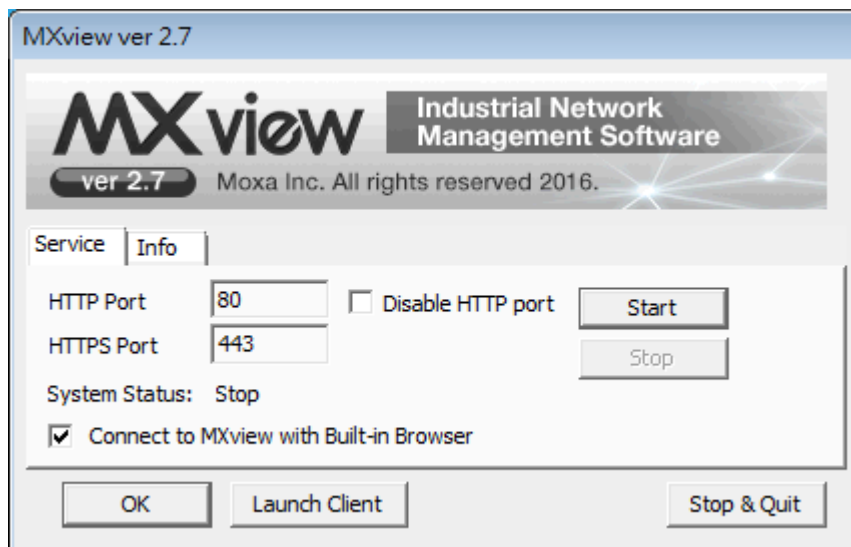 MXview ver 2.7
MXview
Industrial Network
Management Software
ver 2.7 Moxa Inc. All rights reserved 2016.
Service Info
HTTP Port 80 Disable HTTP port Start
HTTPS Port 443 Stop
System Status: Stop
Connect to MXview with Built-in Browser
OK Launch Client Stop & Quit